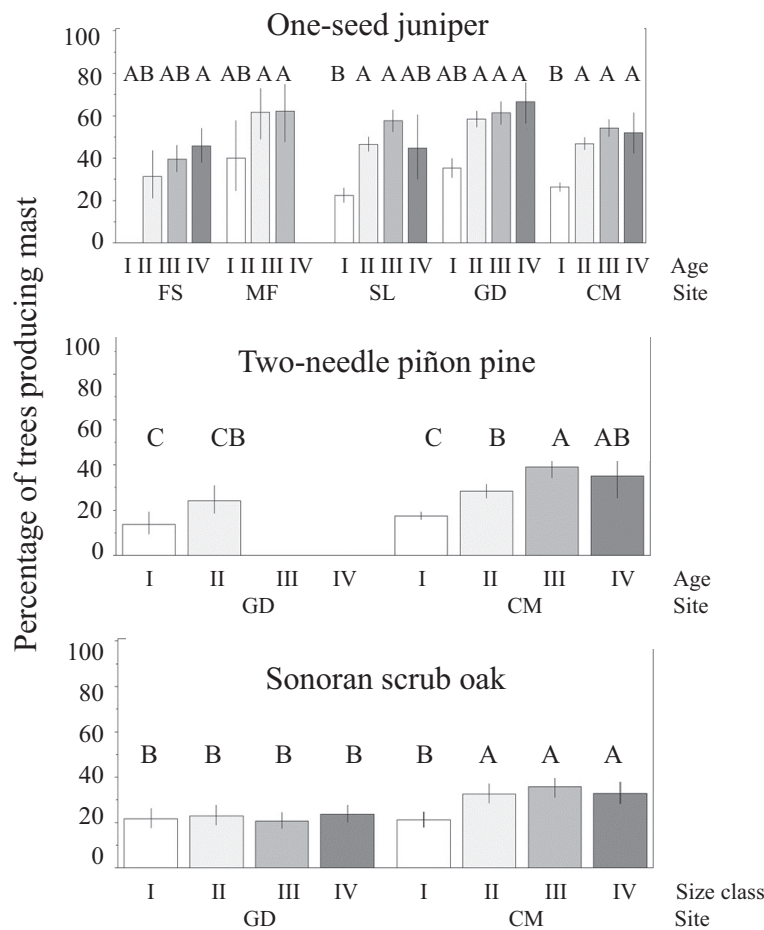 Percentage of trees producing mast
One-seed juniper
100
80
60
40
20
0
AB AB A AB A A B A A AB AB A A A B A A A
I II III IV I II III IV I II III IV I II III IV I II III IV Age
FS MF SL GD CM Site
Two-needle piñon pine
100
80
60
40
20
0
C CB C B A AB
I II III IV I II III IV Age
GD CM Site
Sonoran scrub oak
100
80
60
40
20
0
B B B B B A A A
I II III IV I II III IV Size class
GD CM Site